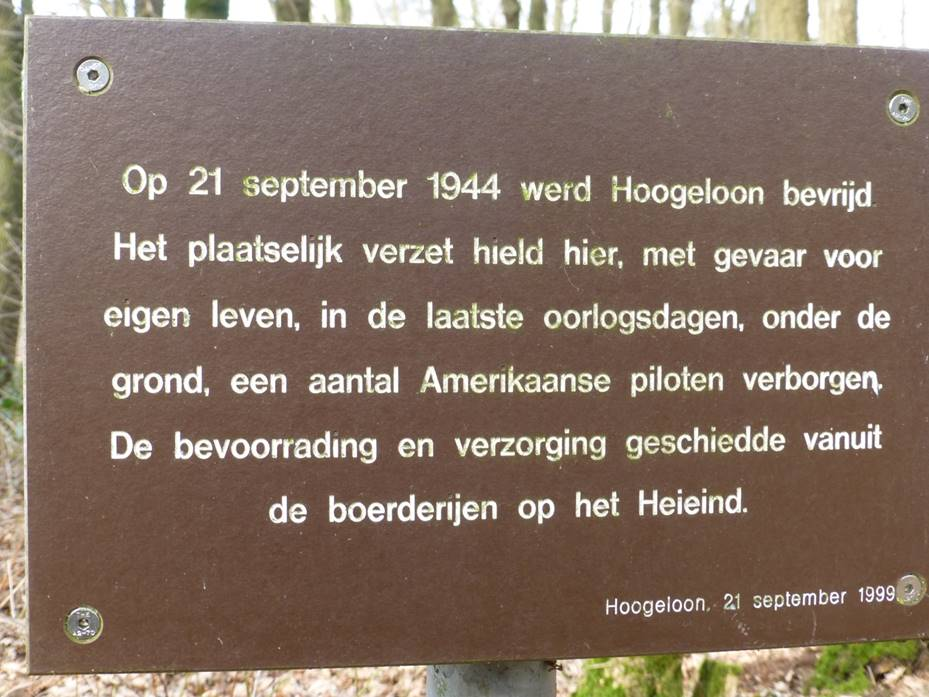 Op 21 september 1944 werd Hoogeloon bevrijd
Het plaatselijk verzet hield hier, met gevaar voor
eigen leven, in de laatste oorlogsdagen, onder de
grond, een aantal Amerikaanse piloten verborgen.
De bevoorrading en verzorging geschiedde vanuit
de boerderijen op het Heieind.
Hoogeloon, 21 september 1999